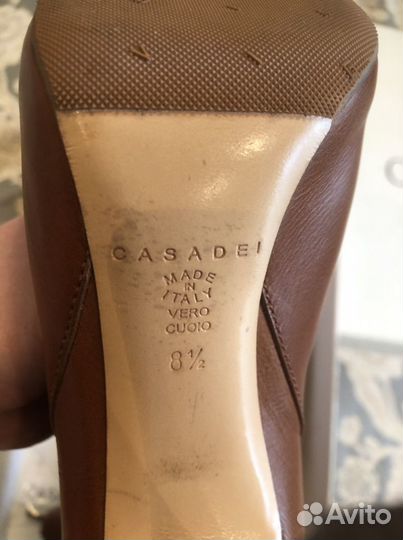 CASADEI
MADE
IN
ITALY
VERO
CUOIO
8½
Avito